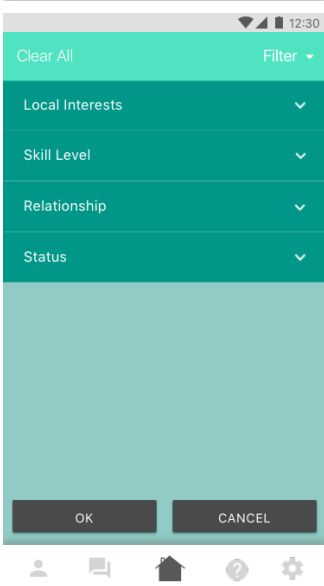 12:30
Clear All Filter
Local Interests
Skill Level
Relationship
Status
OK CANCEL